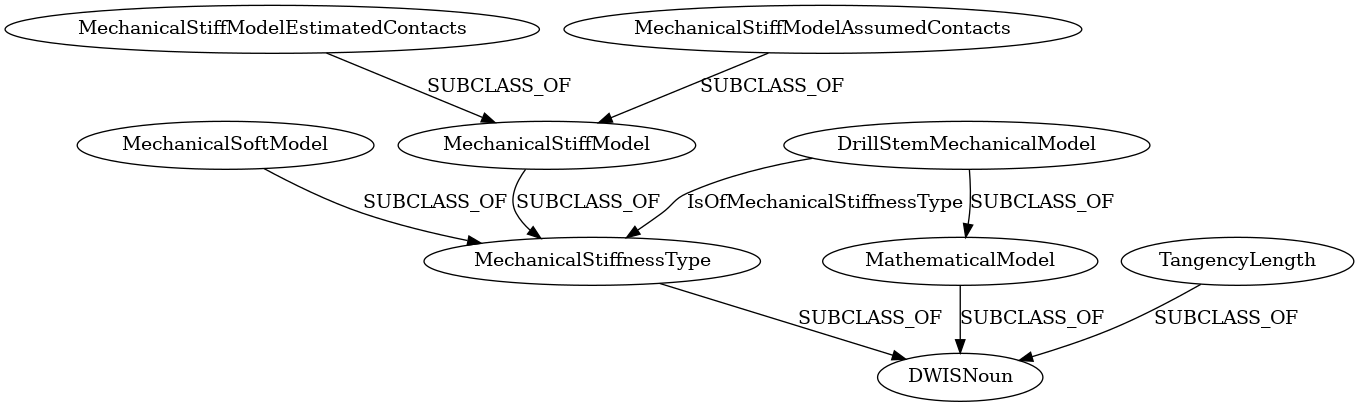 MechanicalStiffModelEstimatedContacts
MechanicalStiffModelAssumedContacts
SUBCLASS_OF
SUBCLASS_OF
MechanicalSoftModel
MechanicalStiffModel
DrillStemMechanicalModel
SUBCLASS_OF
SUBCLASS_OF
IsOfMechanicalStiffnessType
SUBCLASS_OF
MechanicalStiffnessType
MathematicalModel
TangencyLength
SUBCLASS_OF
SUBCLASS_OF
SUBCLASS_OF
DWISNoun